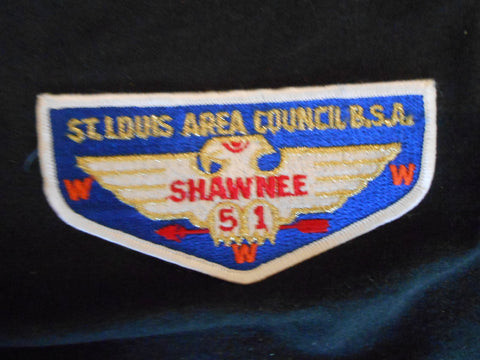 ST. LOUIS AREA COUNCIL B.S.A.
SHAWNEE
W 51 W
W